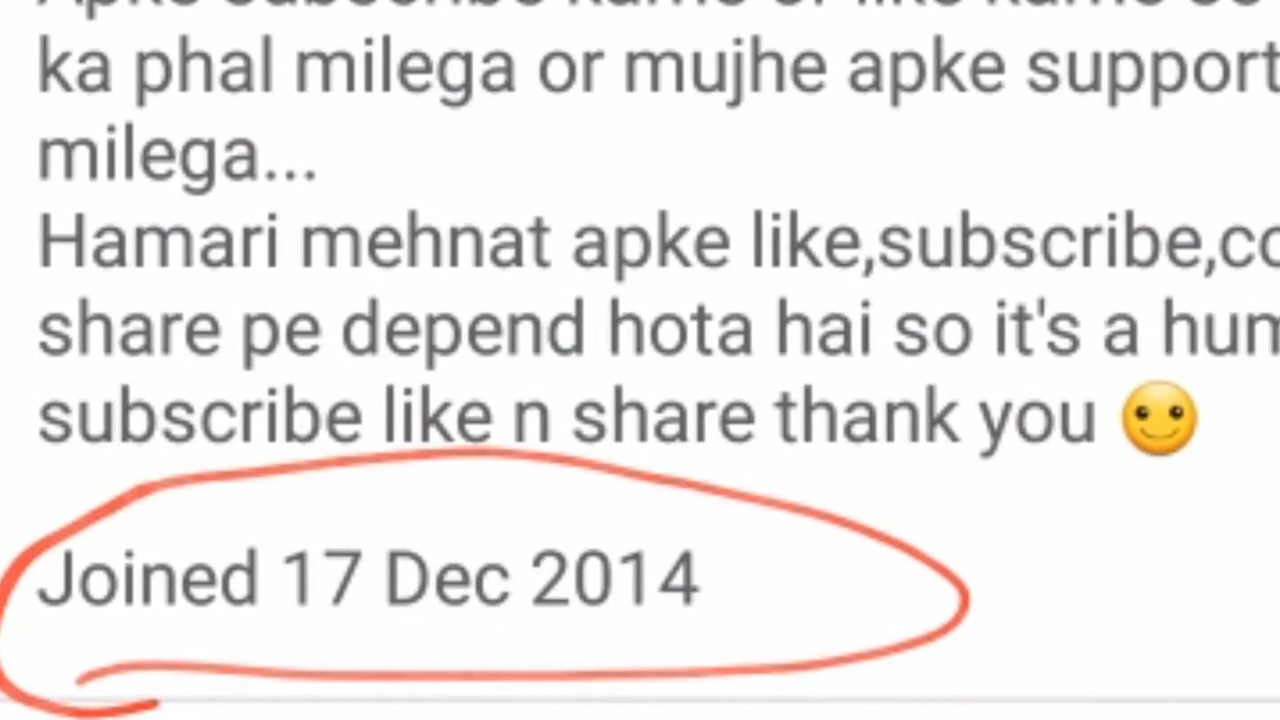 ka phal milega or mujhe apke support
milega...
Hamari mehnat apke like,subscribe,
share pe depend hota hai so it's a
subscribe like n share thank you 🙂
Joined 17 Dec 2014